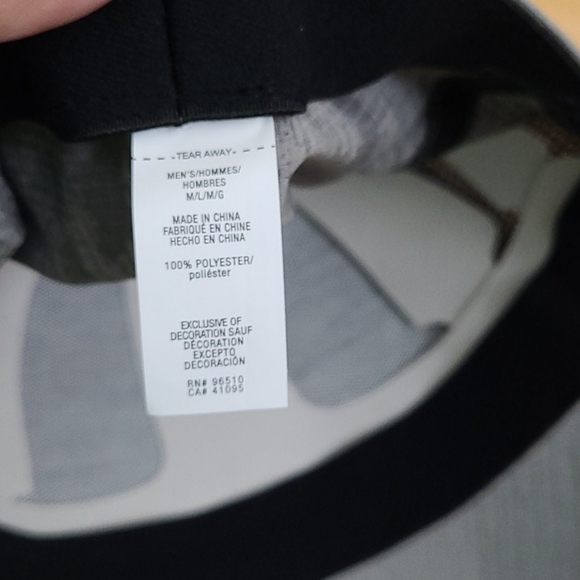 -TEAR AWAY-
MEN'S/HOMMES/
HOMBRES
M/L/M/G
MADE IN CHINA
FABRIQUÉ EN CHINE
HECHO EN CHINA
100% POLYESTER/
poliéster
EXCLUSIVE OF
DECORATION SAUF
DÉCORATION
EXCEPTO
DECORACIÓN
RN# 96510
CA# 41095